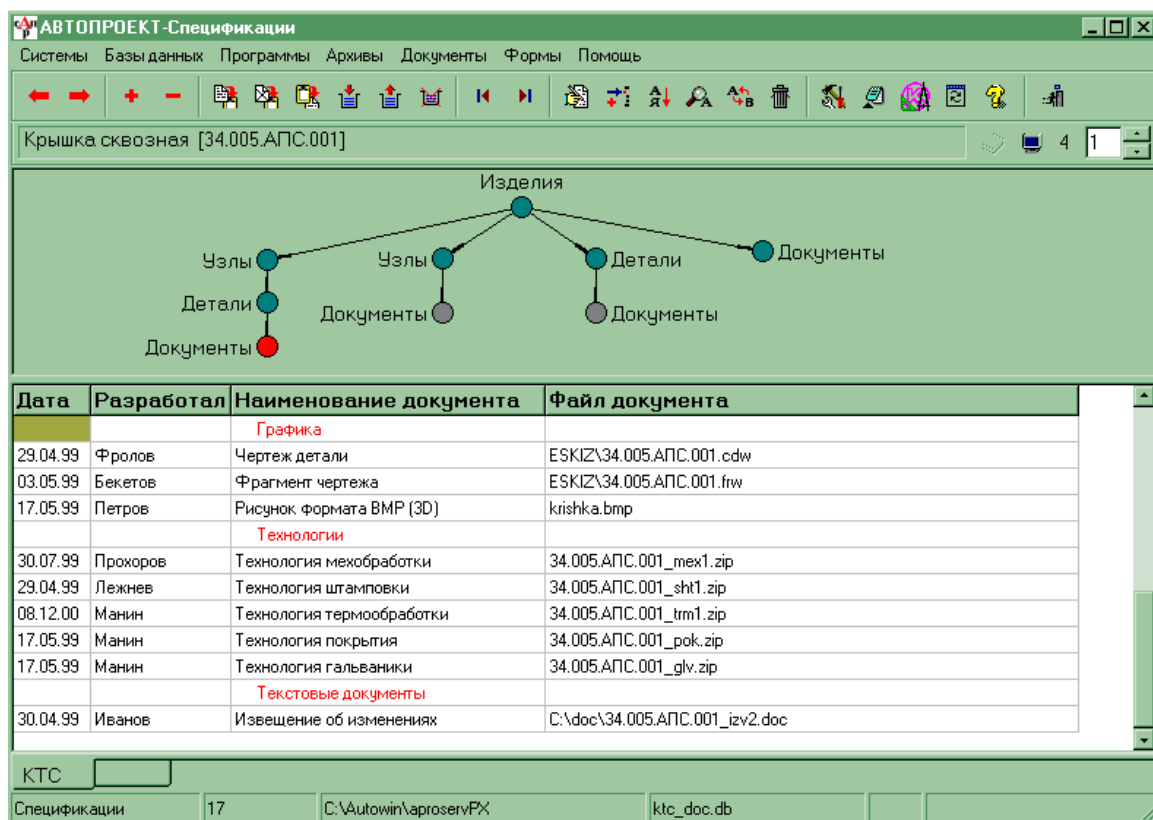 АВТОПРОЕКТ-Спецификации
Системы Базы данных Программы Архивы Документы Формы Помощь
Крышка сквозная [34.005.АПС.001] 4 1
Изделия
Узлы Узлы Детали Документы
Детали Документы Документы
Документы
Дата Разработал Наименование документа Файл документа
Графика
29.04.99 Фролов Чертеж детали ESKIZ\34.005.АПС.001.cdw
03.05.99 Бекетов Фрагмент чертежа ESKIZ\34.005.АПС.001.frw
17.05.99 Петров Рисунок формата BMP (3D) krishka.bmp
Технологии
30.07.99 Прохоров Технология мехобработки 34.005.АПС.001_mex1.zip
29.04.99 Лежнев Технология штамповки 34.005.АПС.001_sht1.zip
08.12.00 Манин Технология термообработки 34.005.АПС.001_trm1.zip
17.05.99 Манин Технология покрытия 34.005.АПС.001_pok.zip
17.05.99 Манин Технология гальваники 34.005.АПС.001_glv.zip
Текстовые документы
30.04.99 Иванов Извещение об изменениях C:\doc\34.005.АПС.001_izv2.doc
КТС
Спецификации 17 C:\Autowin\aproservPX ktc_doc.db